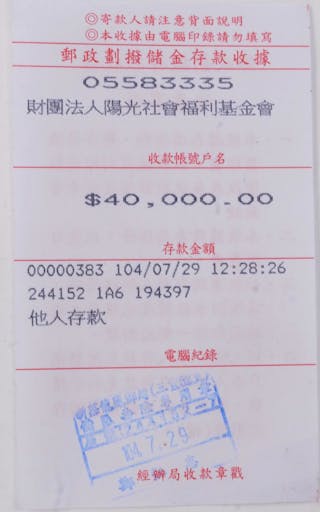 ◎寄款人請注意背面說明
◎本收據由電腦印錄請勿填寫
郵政劃撥儲金存款收據
05583335
財團法人陽光社會福利基金會
收款帳號戶名
$40,000.00
存款金額
00000383 104/07/29 12:28:26
244152 1A6 194397
他人存款
電腦紀錄
104.7.29
經辦局收款章戳